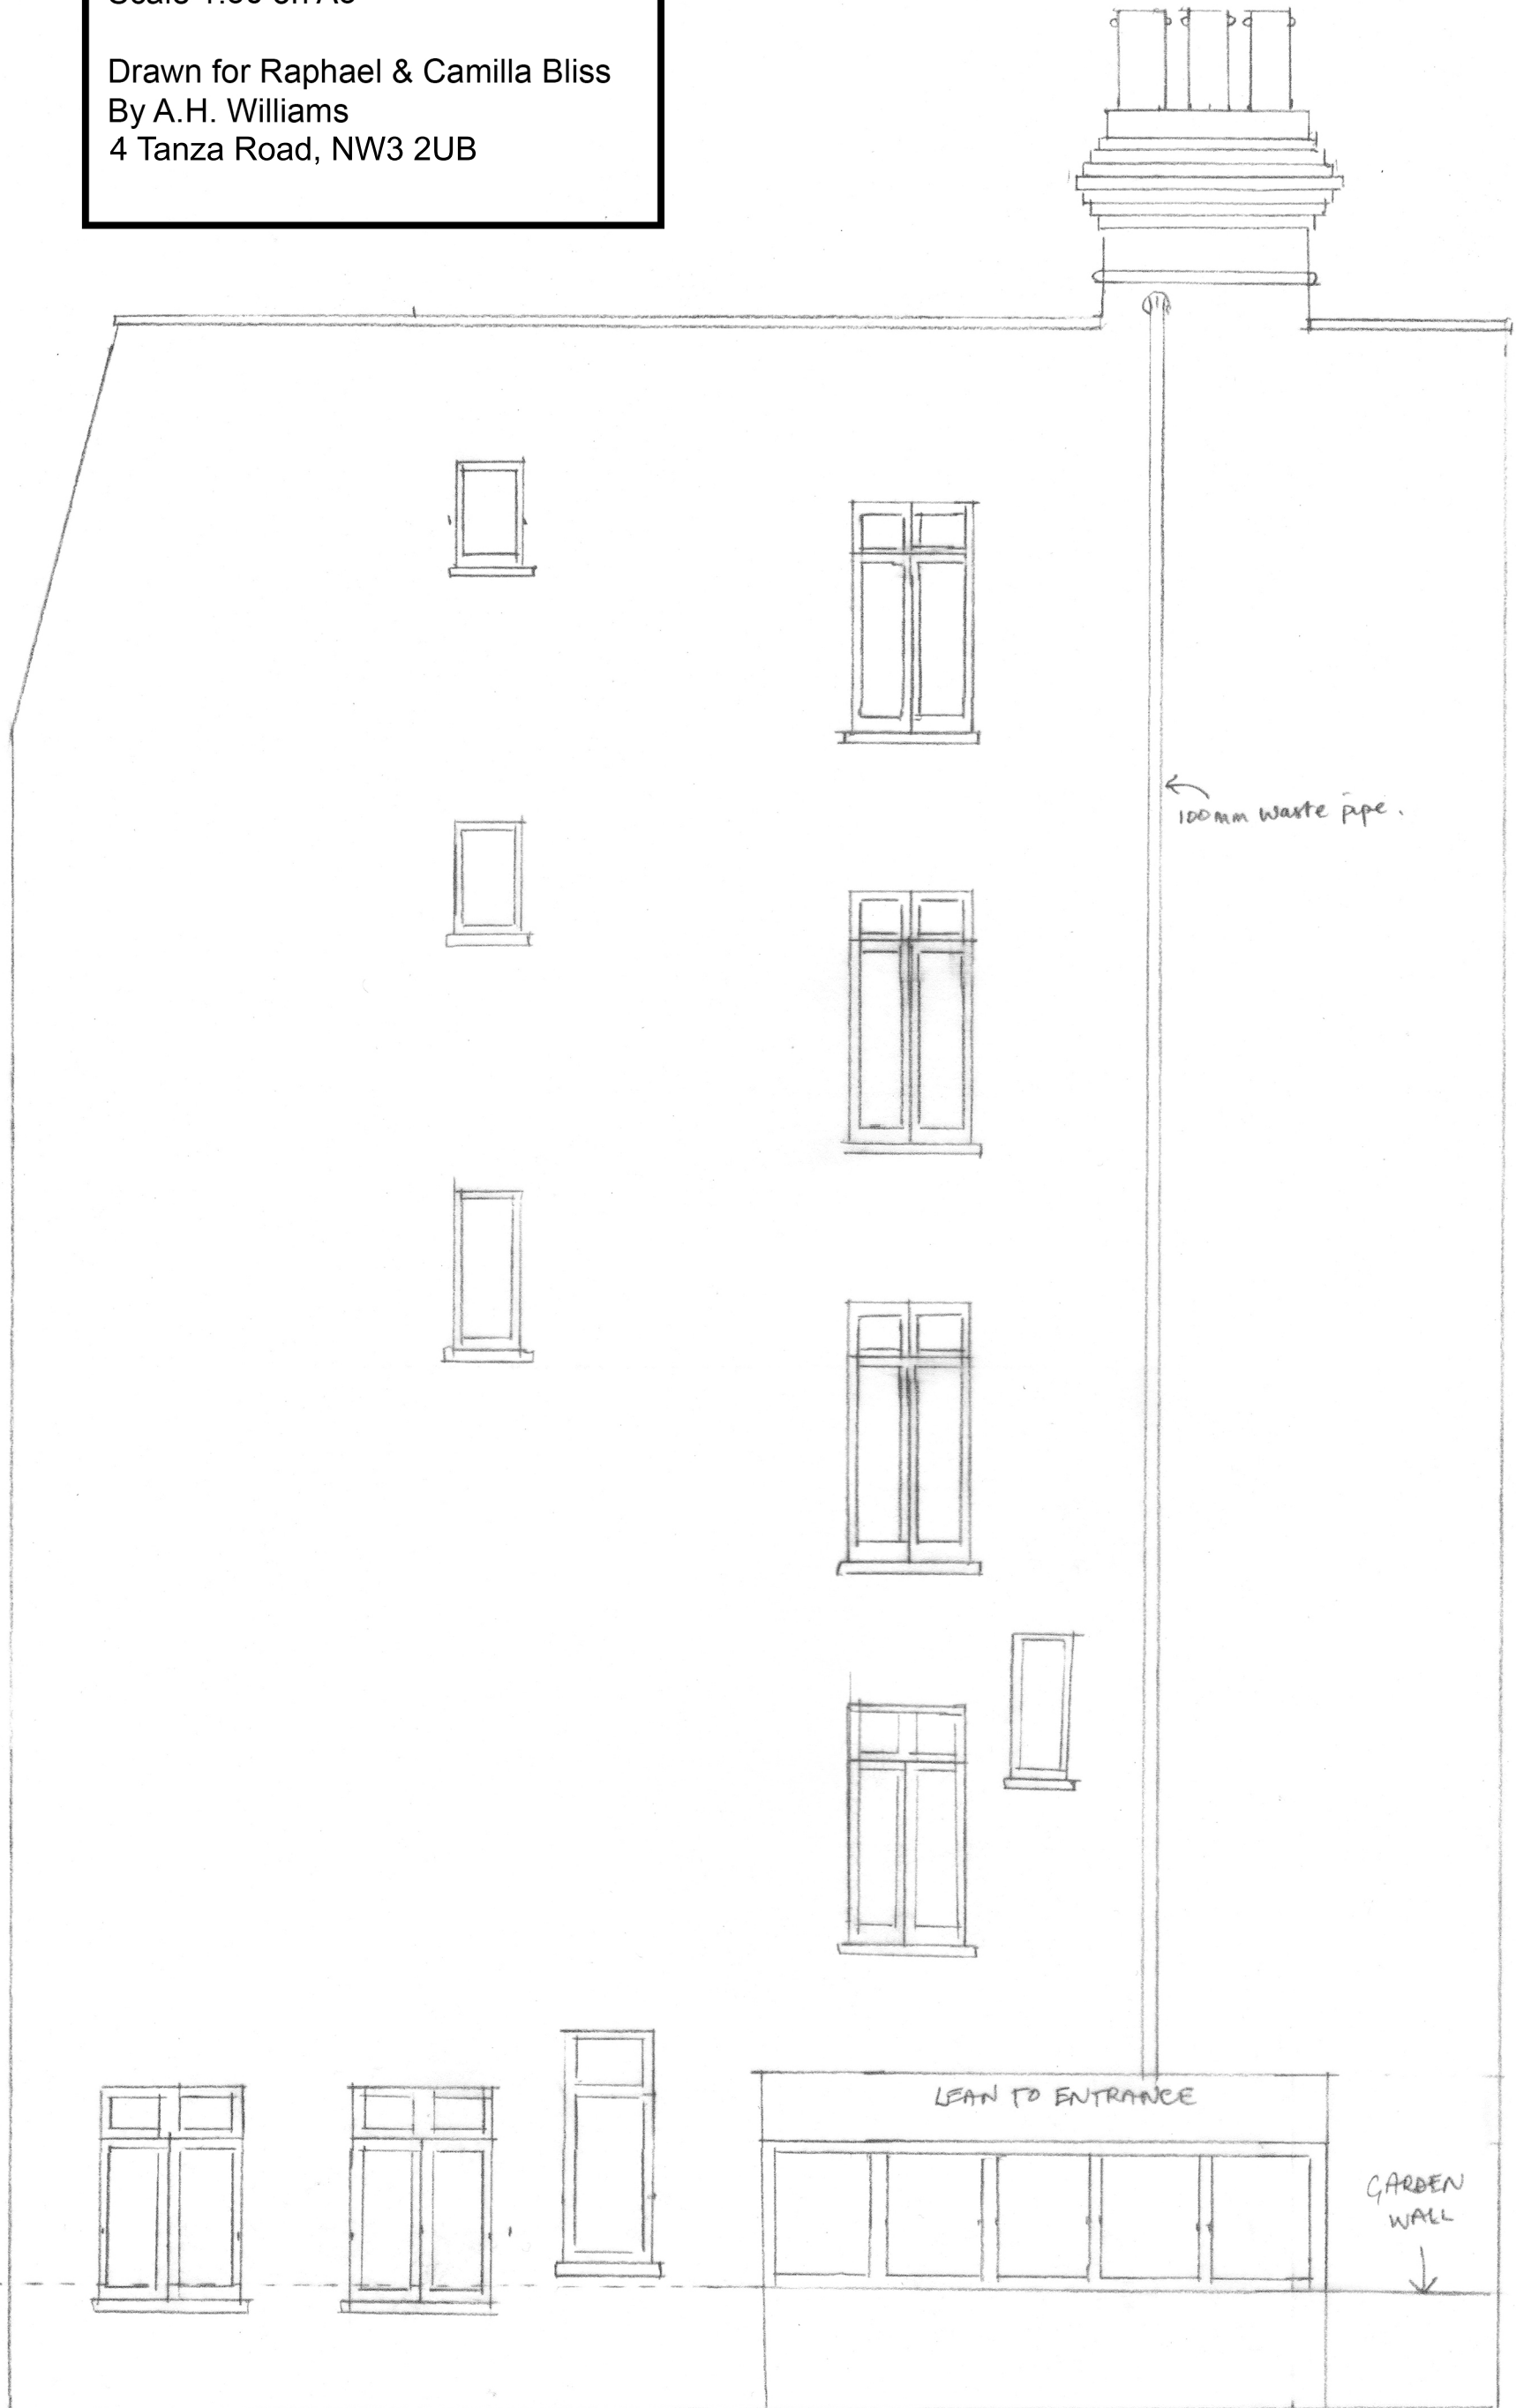 Drawn for Raphael & Camilla Bliss
By A.H. Williams
4 Tanza Road, NW3 2UB
100mm waste pipe.
LEAN TO ENTRANCE
GARDEN
WALL